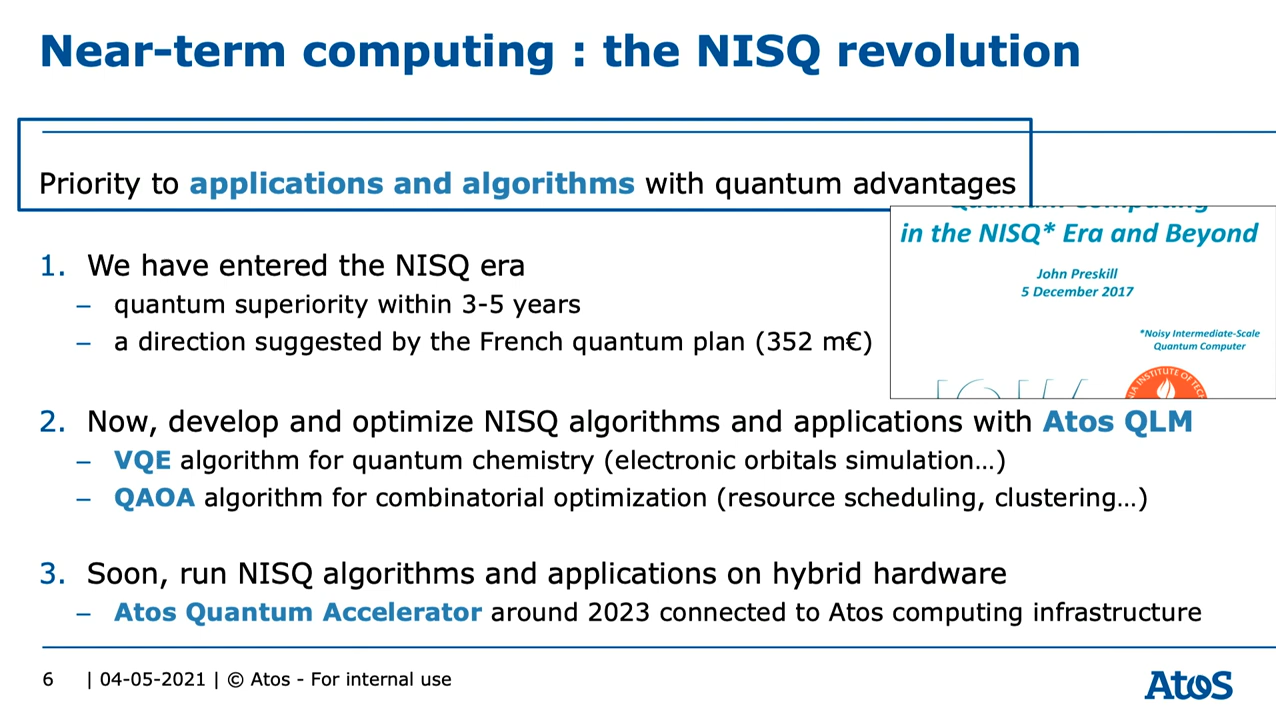 Near-term computing : the NISQ revolution
Priority to applications and algorithms with quantum advantages
Quantum Computing
in the NISQ* Era and Beyond
John Preskill
5 December 2017
*Noisy Intermediate-Scale
Quantum Computer
1. We have entered the NISQ era
– quantum superiority within 3-5 years
– a direction suggested by the French quantum plan (352 m€)
2. Now, develop and optimize NISQ algorithms and applications with Atos QLM
– VQE algorithm for quantum chemistry (electronic orbitals simulation…)
– QAOA algorithm for combinatorial optimization (resource scheduling, clustering…)
3. Soon, run NISQ algorithms and applications on hybrid hardware
– Atos Quantum Accelerator around 2023 connected to Atos computing infrastructure
6 | 04-05-2021 | © Atos - For internal use
Atos